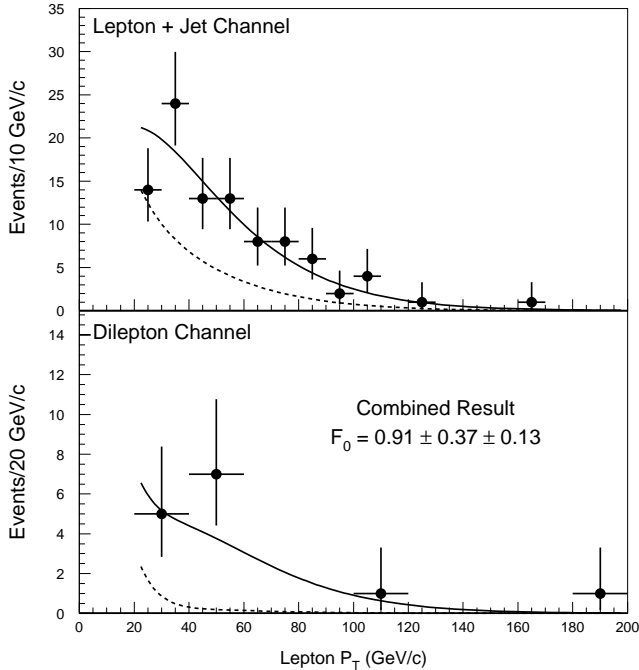 Lepton + Jet Channel
Events/10 GeV/c
35
30
25
20
15
10
5
0
Dilepton Channel
Events/20 GeV/c
14
12
10
8
6
4
2
0
Combined Result
F₀ = 0.91 ± 0.37 ± 0.13
0 20 40 60 80 100 120 140 160 180 200
Lepton P_T (GeV/c)